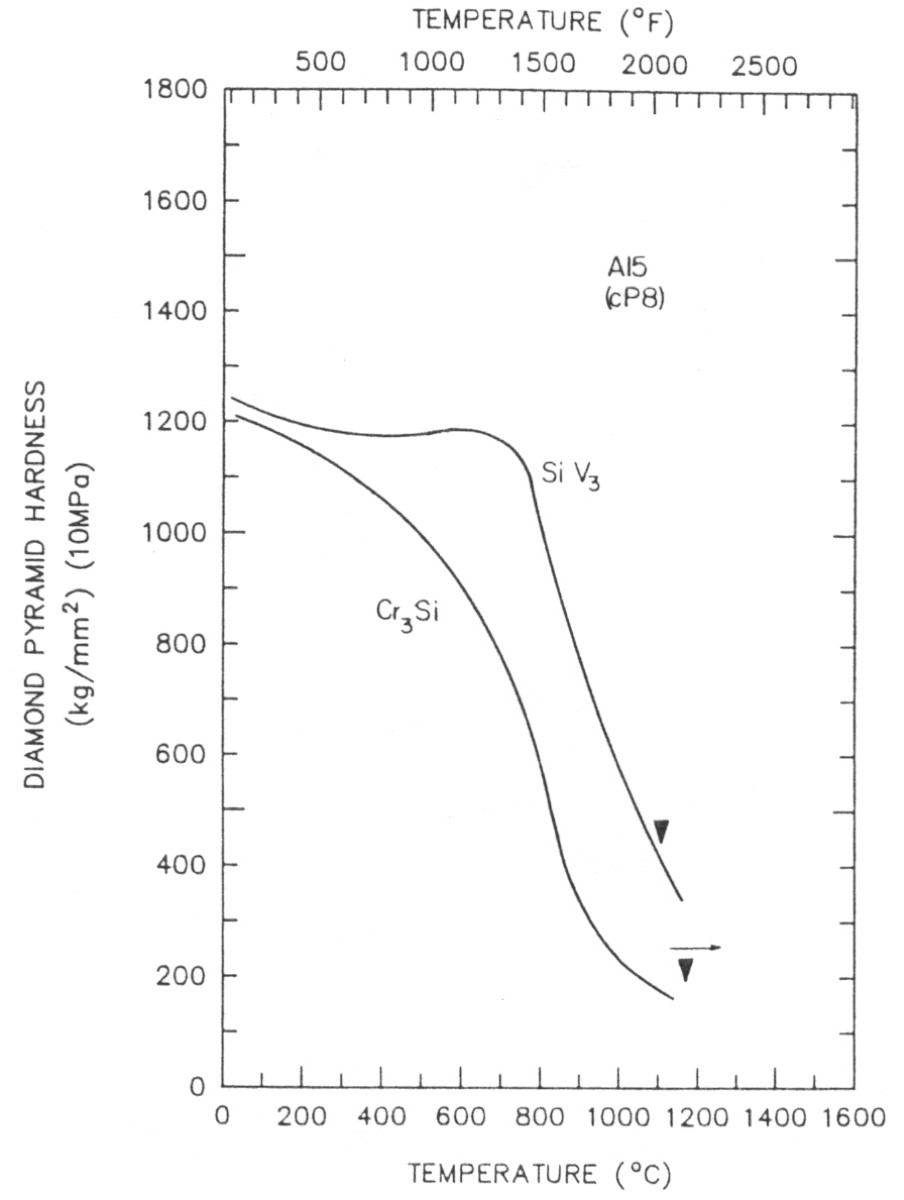 TEMPERATURE (°F)
500 1000 1500 2000 2500
1800
1600
1400
1200
1000
800
600
400
200
0
DIAMOND PYRAMID HARDNESS
(kg/mm²) (10MPa)
A15
(cP8)
Si V₃
Cr₃Si
0 200 400 600 800 1000 1200 1400 1600
TEMPERATURE (°C)